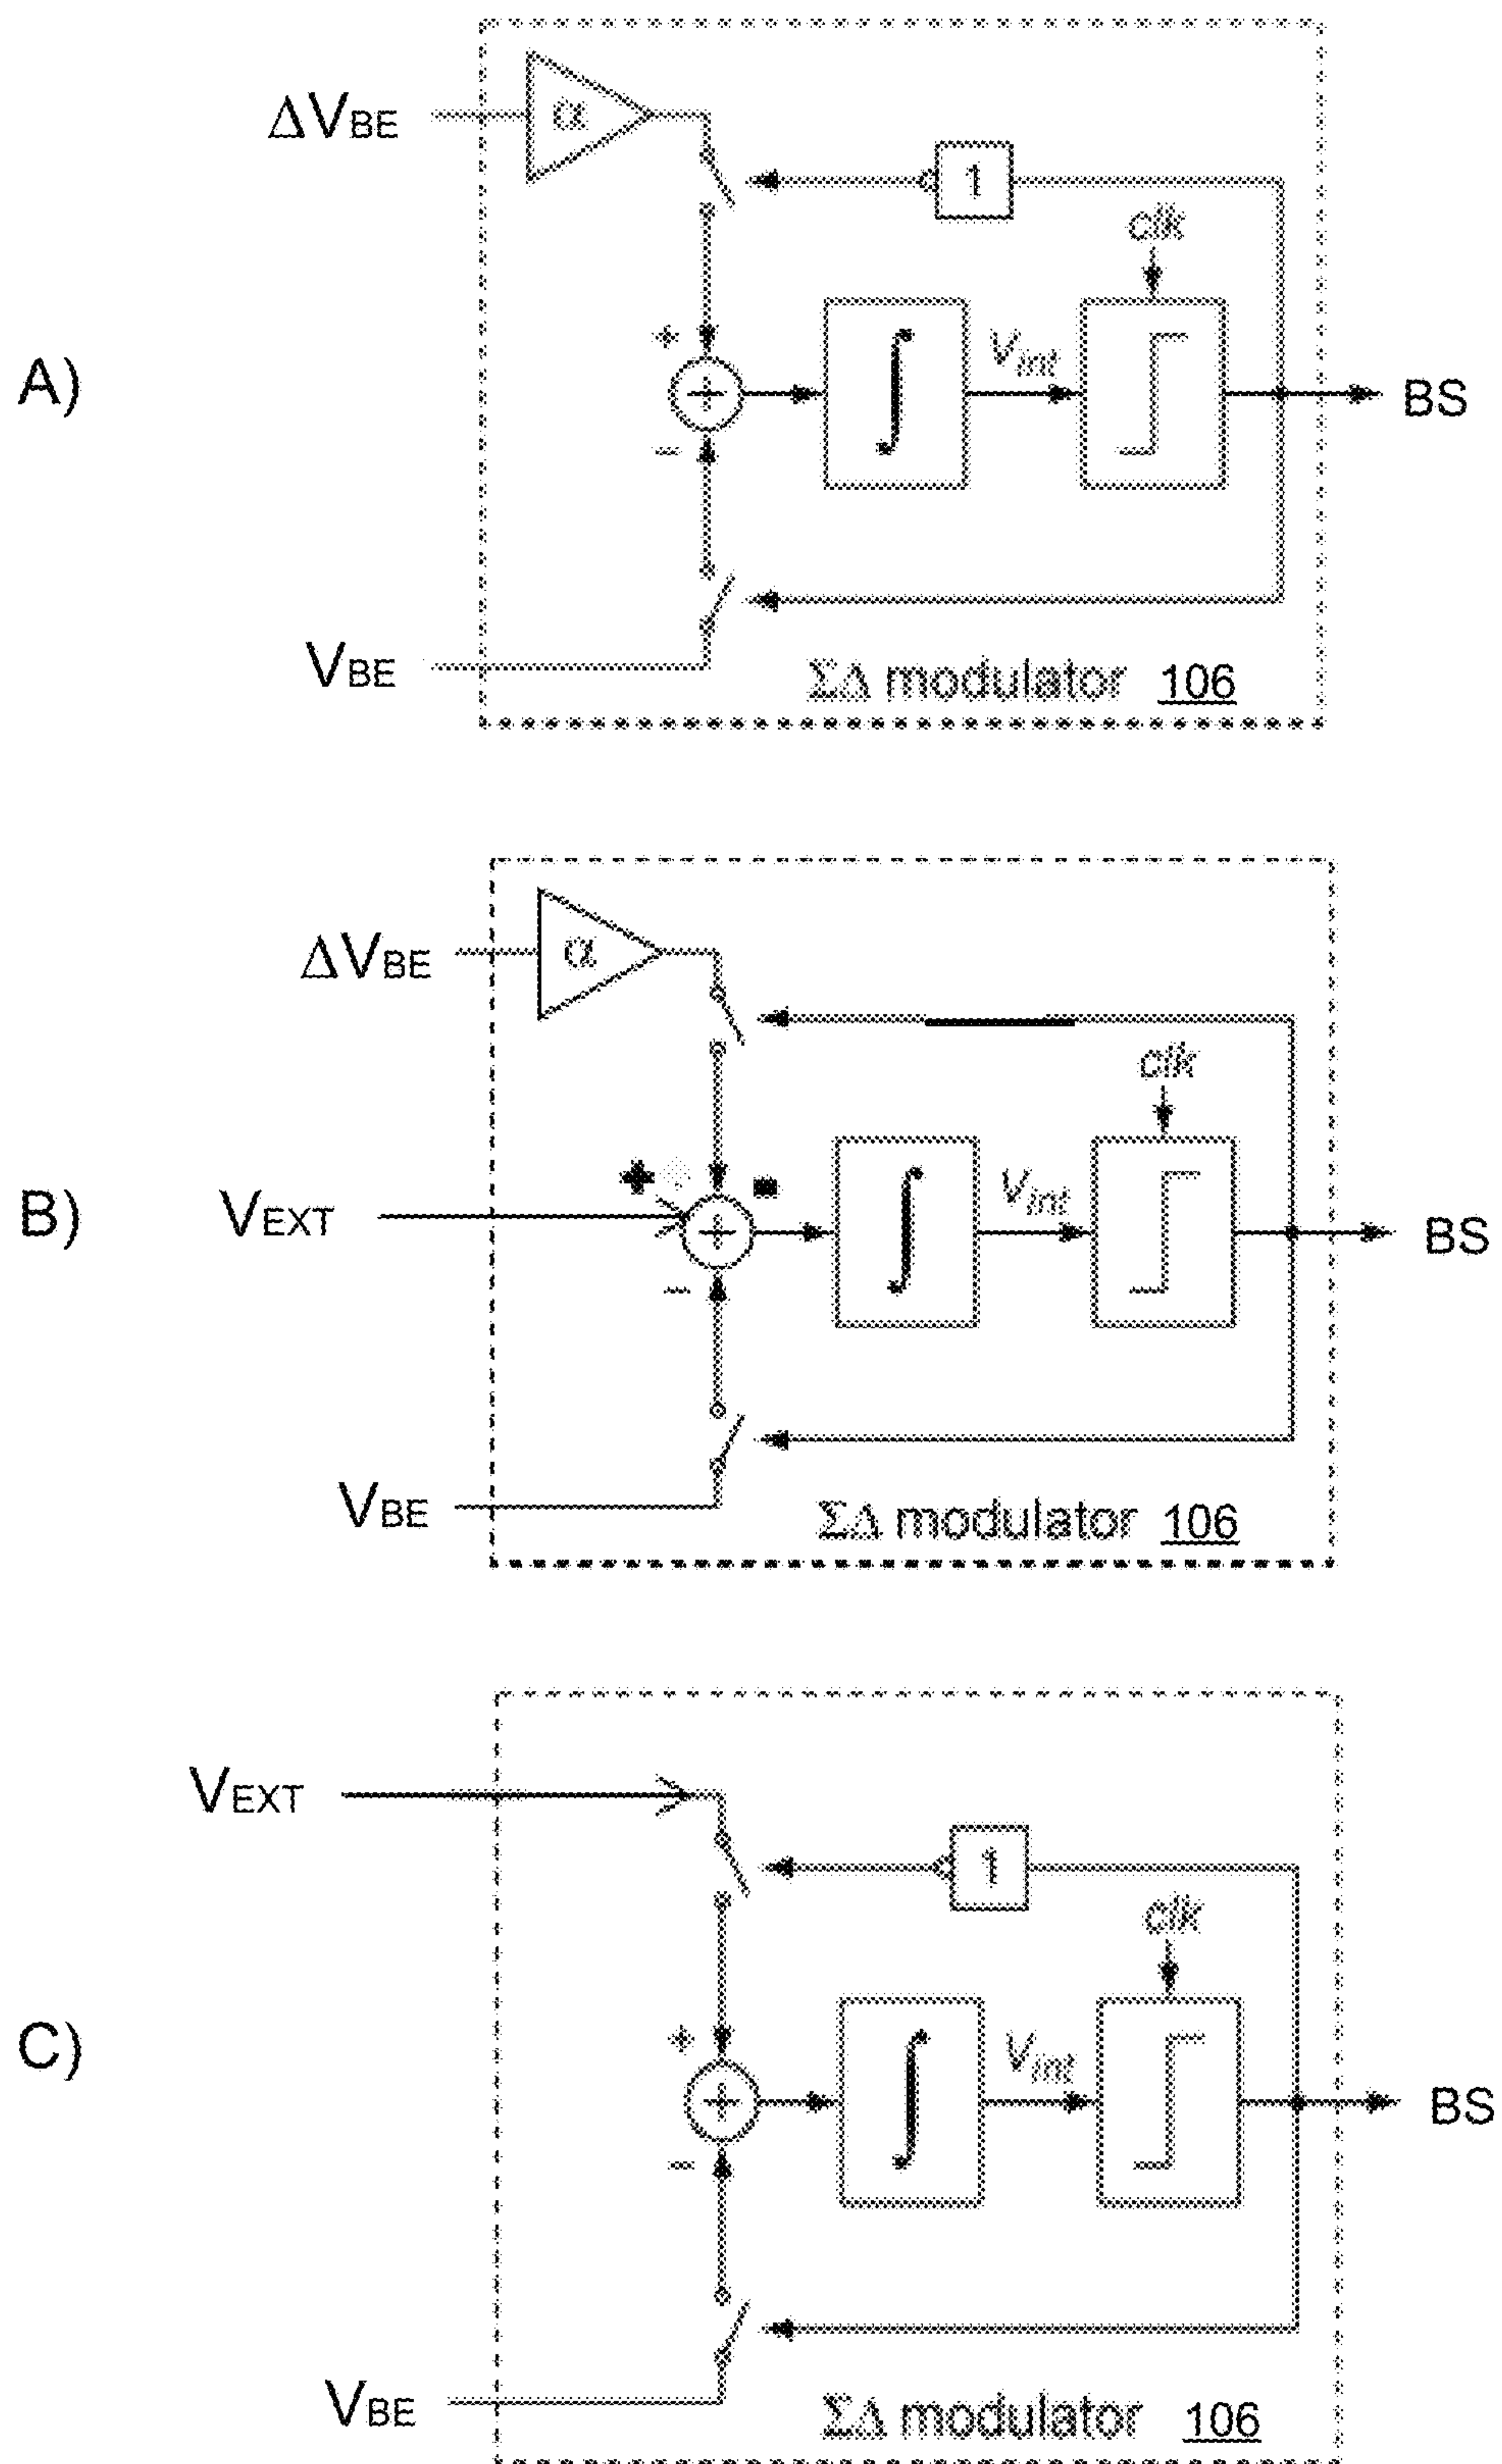 ΔVBE
α
1
clk
+
A)
+
∫
Vint
BS
−
VBE
ΣΔ modulator 106
ΔVBE
α
clk
+ + -
B)
VEXT
+
∫
Vint
BS
−
VBE
ΣΔ modulator 106
VEXT
1
clk
+
C)
+
∫
Vint
BS
−
VBE
ΣΔ modulator 106